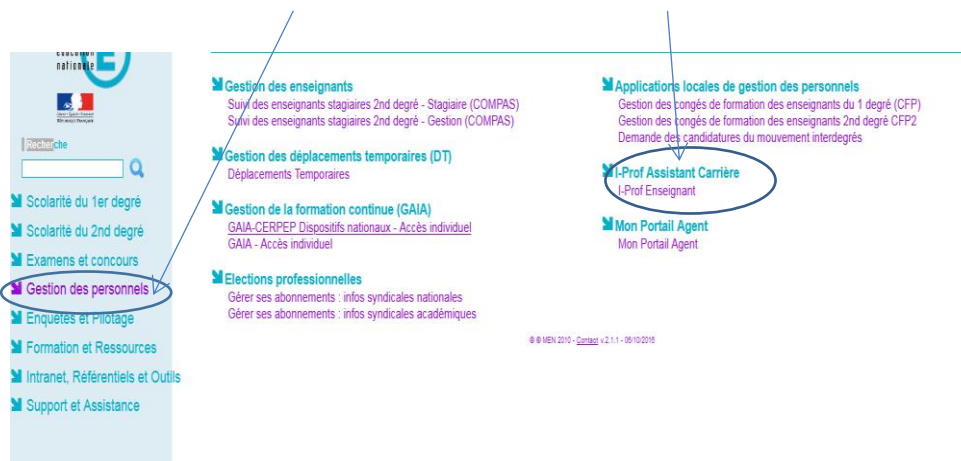 nationale
E
Recherche
Scolarité du 1er degré
Scolarité du 2nd degré
Examens et concours
Gestion des personnels
Enquêtes et Pilotage
Formation et Ressources
Intranet, Référentiels et Outils
Support et Assistance
Gestion des enseignants
Suivi des enseignants stagiaires 2nd degré - Stagiaire (COMPAS)
Suivi des enseignants stagiaires 2nd degré - Gestion (COMPAS)
Gestion des déplacements temporaires (DT)
Déplacements Temporaires
Gestion de la formation continue (GAIA)
GAIA-CERPEP Dispositifs nationaux - Accès individuel
GAIA - Accès individuel
Elections professionnelles
Gérer ses abonnements : infos syndicales nationales
Gérer ses abonnements : infos syndicales académiques
Applications locales de gestion des personnels
Gestion des congés de formation des enseignants du 1 degré (CFP)
Gestion des congés de formation des enseignants 2nd degré CFP2
Demande des candidatures du mouvement interdegrés
I-Prof Assistant Carrière
I-Prof Enseignant
Mon Portail Agent
Mon Portail Agent
© © MEN 2010 - Contact v.2.1.1 - 06/10/2016